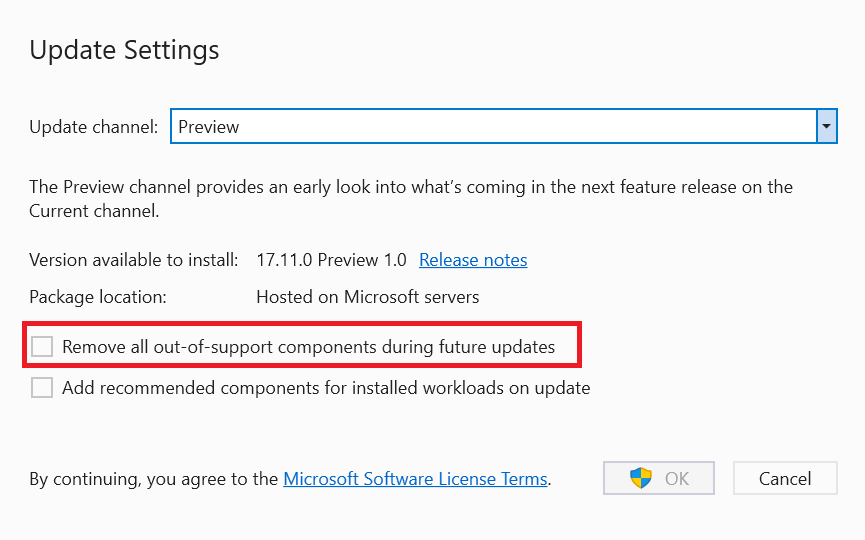 Update Settings
Update channel: Preview
The Preview channel provides an early look into what’s coming in the next feature release on the
Current channel.
Version available to install: 17.11.0 Preview 1.0 Release notes
Package location: Hosted on Microsoft servers
Remove all out-of-support components during future updates
Add recommended components for installed workloads on update
By continuing, you agree to the Microsoft Software License Terms. OK Cancel